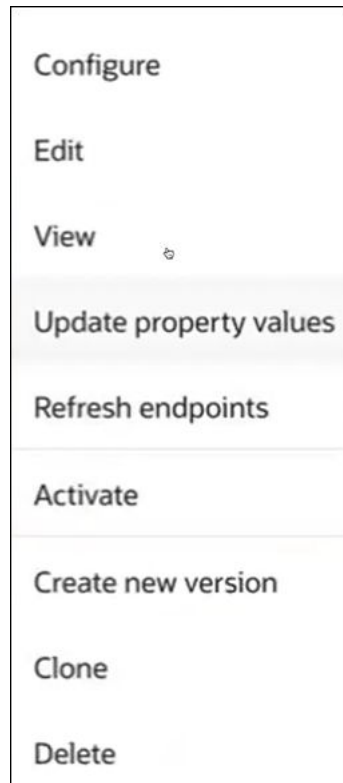 Configure
Edit
View
Update property values
Refresh endpoints
Activate
Create new version
Clone
Delete